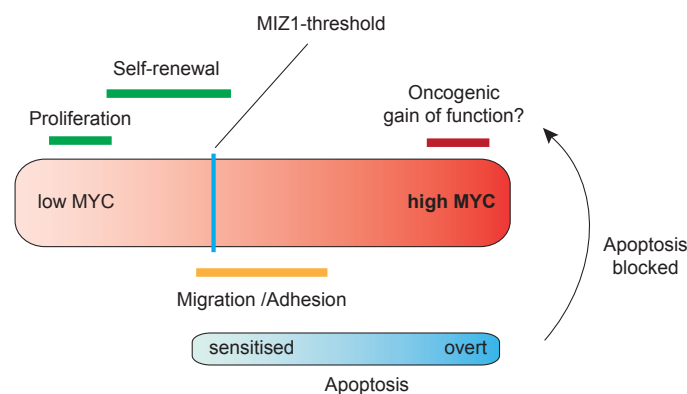 MIZ1-threshold
Self-renewal
Oncogenic
gain of function?
Proliferation
low MYC
high MYC
Apoptosis
blocked
Migration /Adhesion
sensitised
overt
Apoptosis